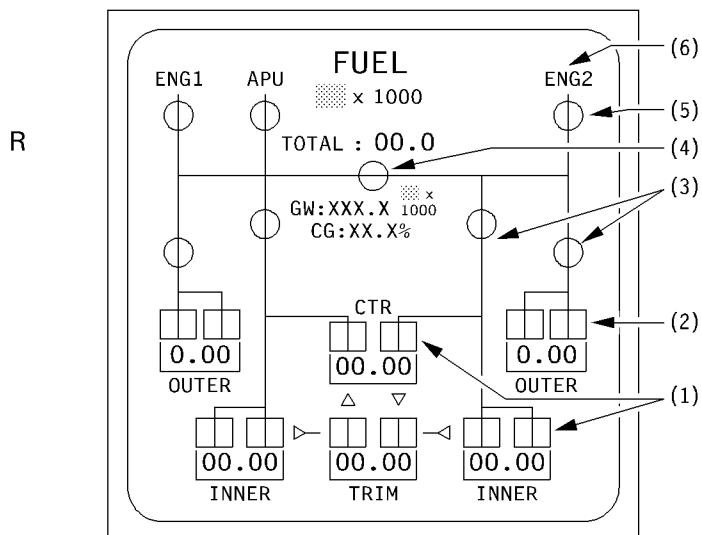 FUEL
(6)
ENG1 APU ENG2
x 1000
(5)
R
TOTAL : 00.0
(4)
x
GW:XXX.X 1000
CG:XX.X%
(3)
CTR
(2)
0.00 00.00 0.00
OUTER OUTER
(1)
00.00 00.00 00.00
INNER TRIM INNER